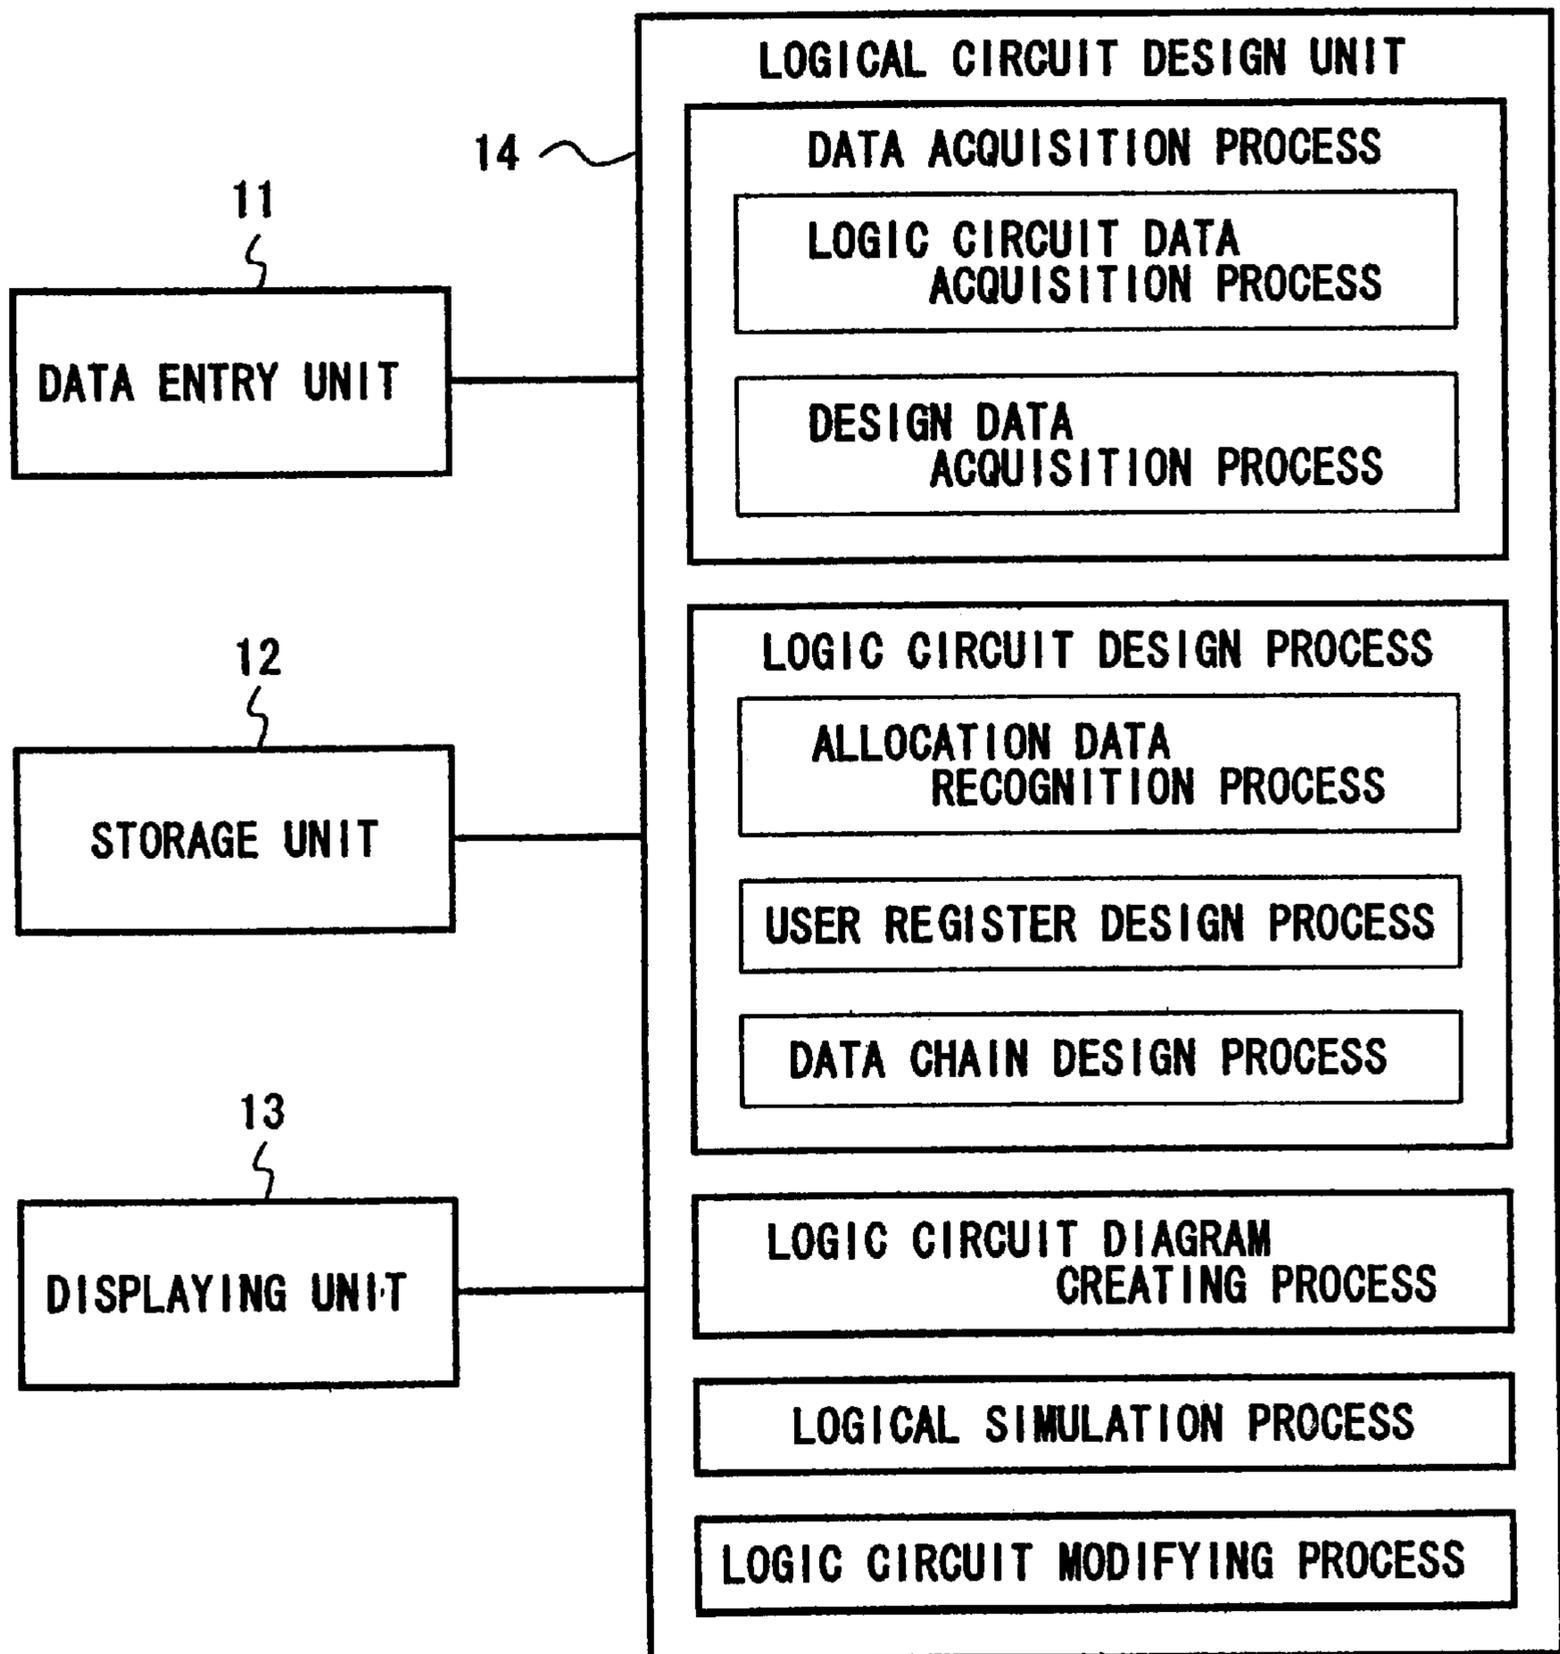 LOGICAL CIRCUIT DESIGN UNIT
14
DATA ACQUISITION PROCESS
LOGIC CIRCUIT DATA
ACQUISITION PROCESS
DESIGN DATA
ACQUISITION PROCESS
11
DATA ENTRY UNIT
LOGIC CIRCUIT DESIGN PROCESS
ALLOCATION DATA
RECOGNITION PROCESS
USER REGISTER DESIGN PROCESS
DATA CHAIN DESIGN PROCESS
12
STORAGE UNIT
13
DISPLAYING UNIT
LOGIC CIRCUIT DIAGRAM
CREATING PROCESS
LOGICAL SIMULATION PROCESS
LOGIC CIRCUIT MODIFYING PROCESS